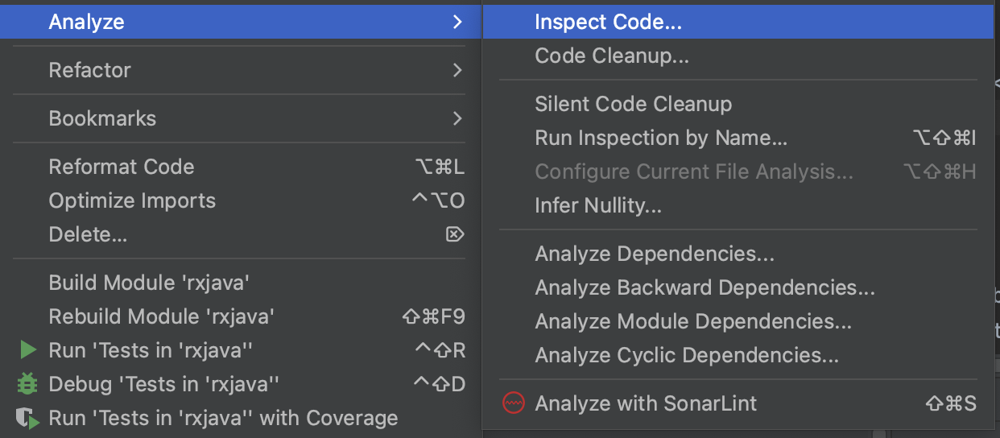 Analyze
Refactor
Bookmarks
Reformat Code ⌥⌘L
Optimize Imports ^⌥O
Delete... ⌦
Build Module 'rxjava'
Rebuild Module 'rxjava' ⇧⌘F9
Run 'Tests in 'rxjava'' ^⇧R
Debug 'Tests in 'rxjava'' ^⇧D
Run 'Tests in 'rxjava'' with Coverage
Inspect Code...
Code Cleanup...
Silent Code Cleanup
Run Inspection by Name... ⌥⇧⌘I
Configure Current File Analysis... ⌥⇧⌘H
Infer Nullity...
Analyze Dependencies...
Analyze Backward Dependencies...
Analyze Module Dependencies...
Analyze Cyclic Dependencies...
Analyze with SonarLint ⇧⌘S